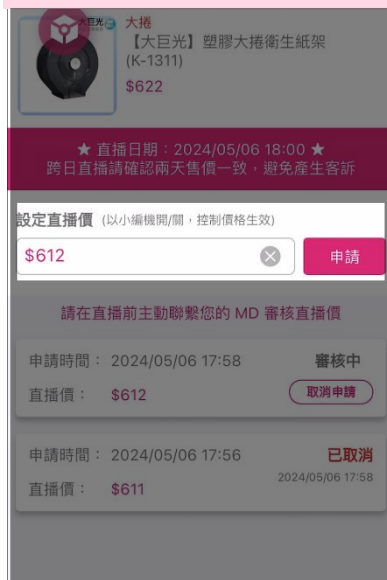 大巨光
大捲
【大巨光】塑膠大捲衛生紙架
(K-1311)
$622
★ 直播日期：2024/05/06 18:00 ★
跨日直播請確認兩天售價一致，避免產生客訴
設定直播價 (以小編機開/關，控制價格生效)
$612
申請
請在直播前主動聯繫您的 MD 審核直播價
申請時間： 2024/05/06 17:58 審核中
直播價： $612 取消申請
申請時間： 2024/05/06 17:56 已取消
直播價： $611 2024/05/06 17:58